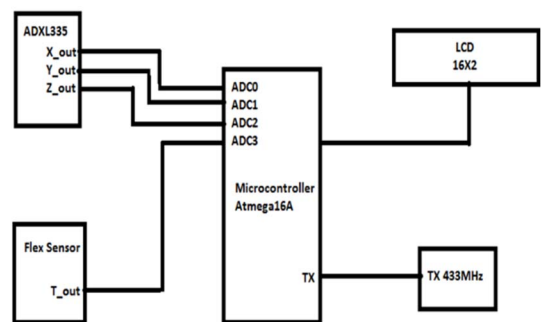 ADXL335
X_out
Y_out
Z_out
ADC0
ADC1
ADC2
ADC3
Microcontroller
Atmega16A
TX
LCD
16X2
Flex Sensor
T_out
TX 433MHz